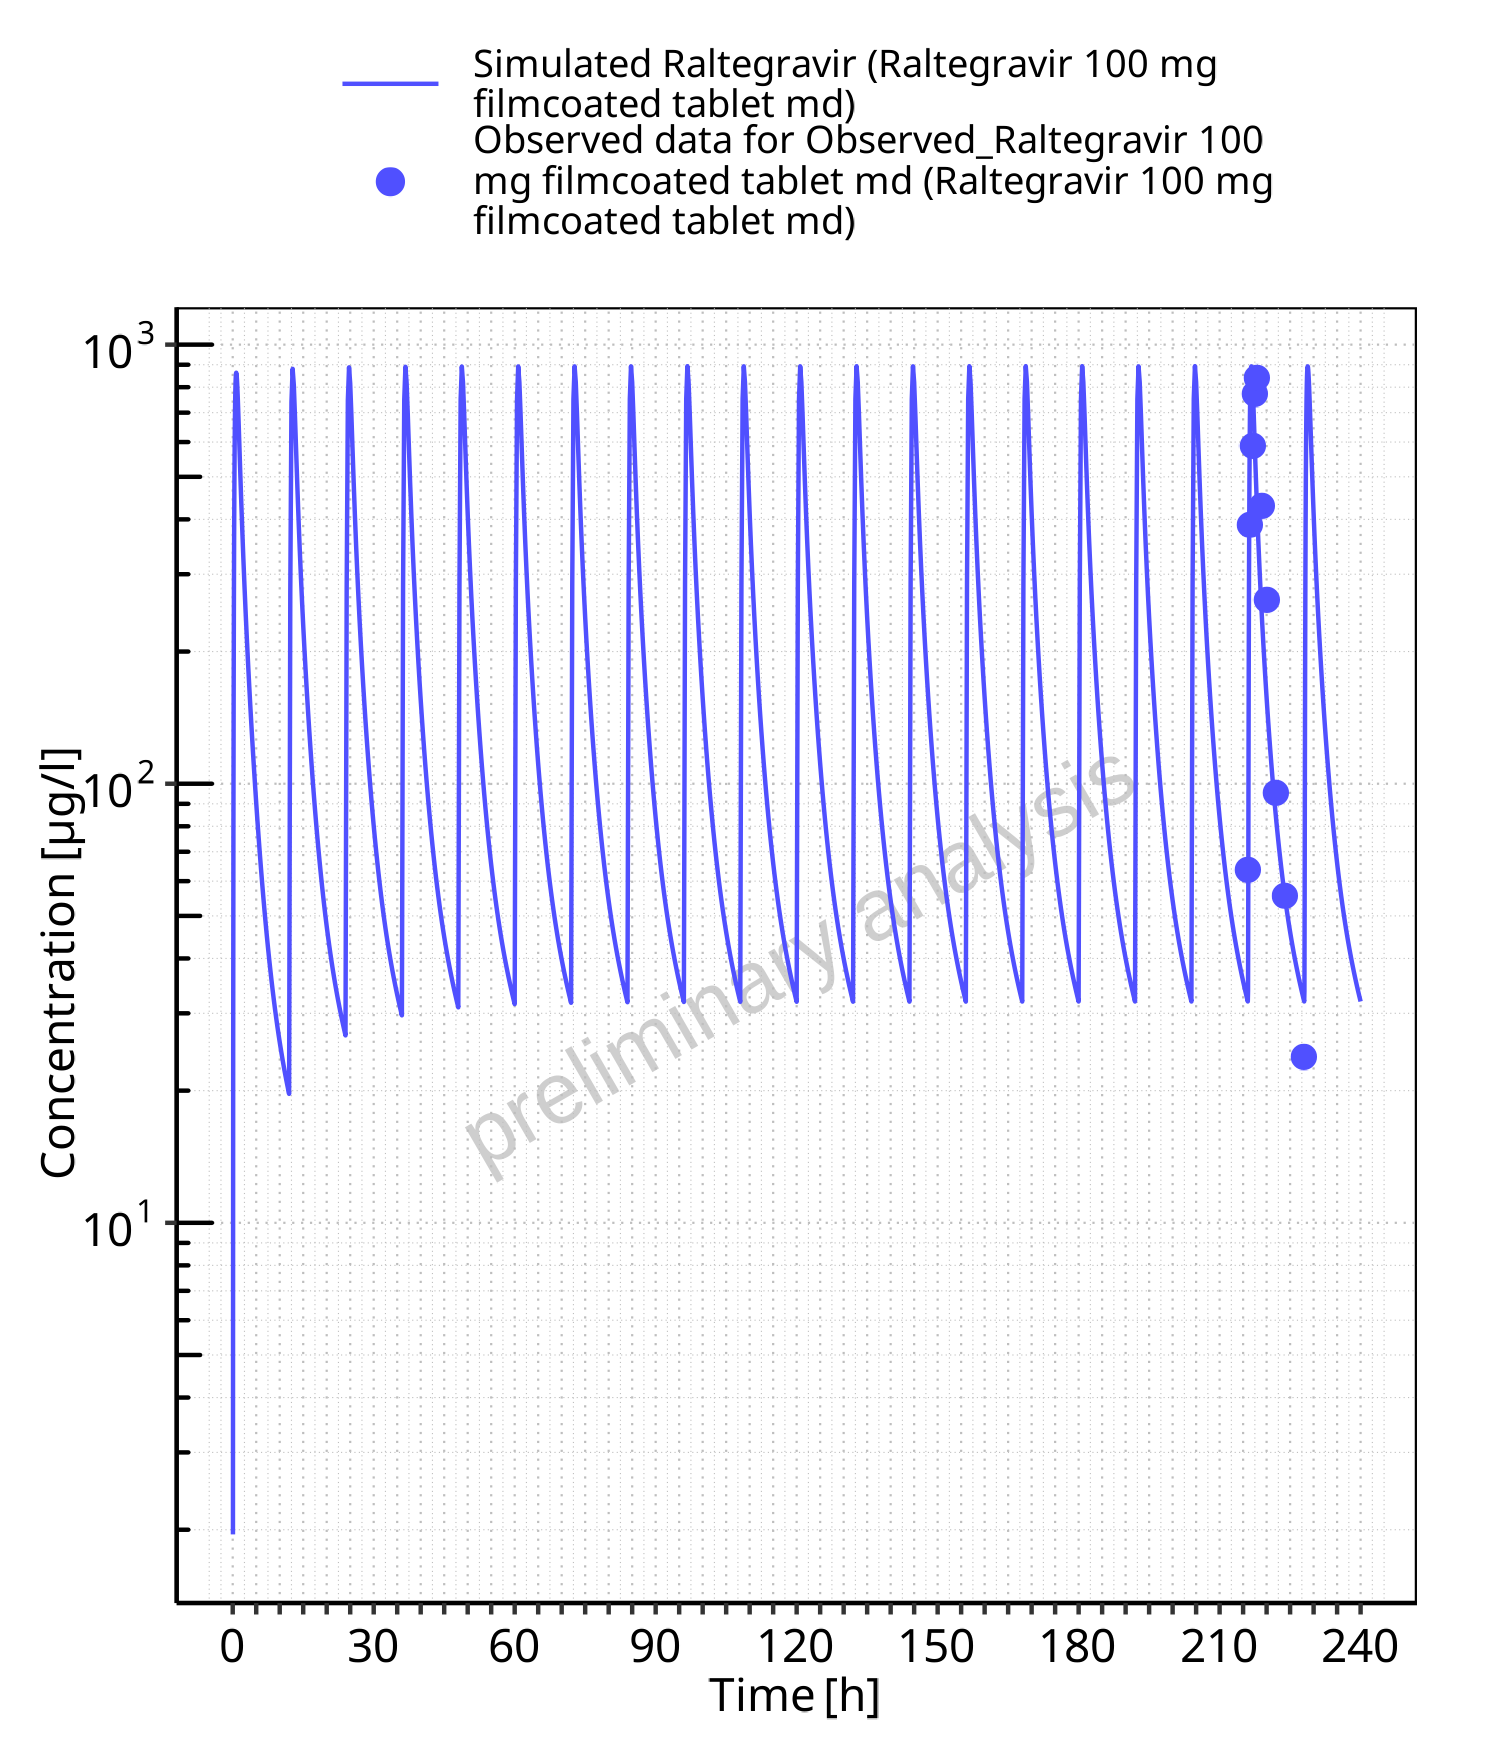 Simulated Raltegravir (Raltegravir 100 mg
filmcoated tablet md)
Observed data for Observed_Raltegravir 100
mg filmcoated tablet md (Raltegravir 100 mg
filmcoated tablet md)
10³
10²
10¹
Concentration [µg/l]
preliminary analysis
0 30 60 90 120 150 180 210 240
Time [h]